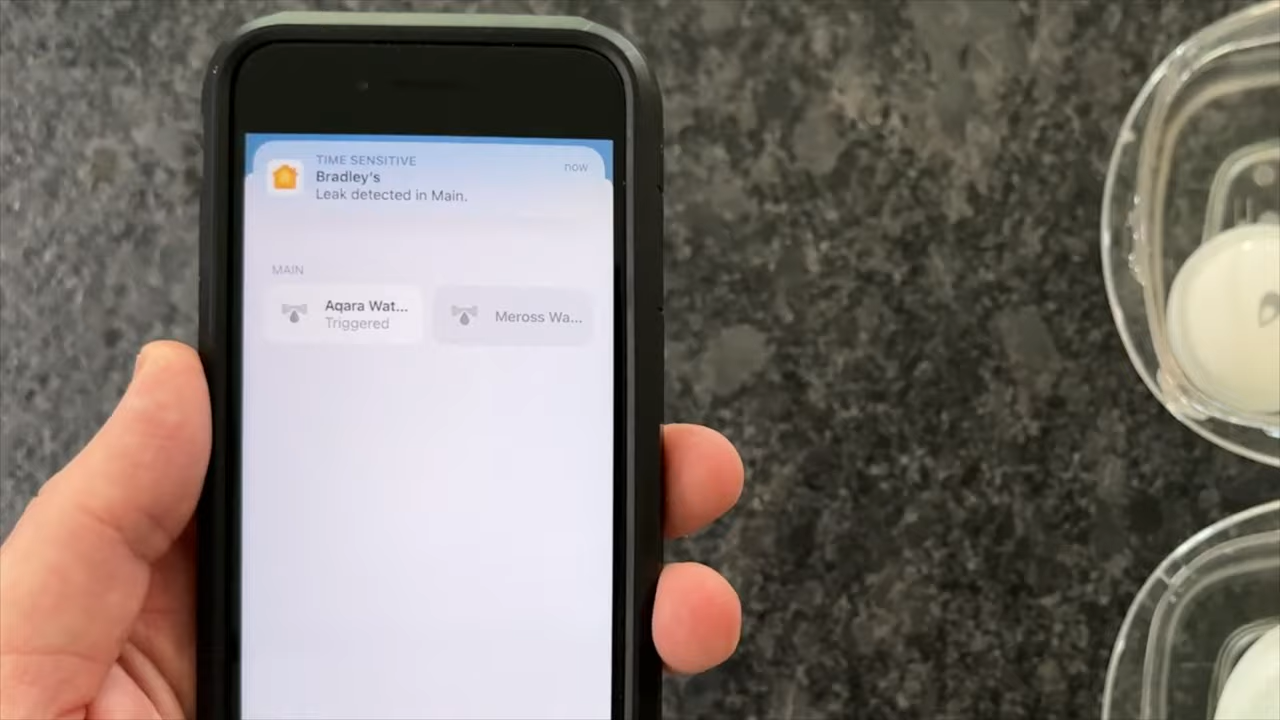 TIME SENSITIVE
now
Bradley's
Leak detected in Main.
MAIN
Aqara Wat...
Triggered
Meross Wa...